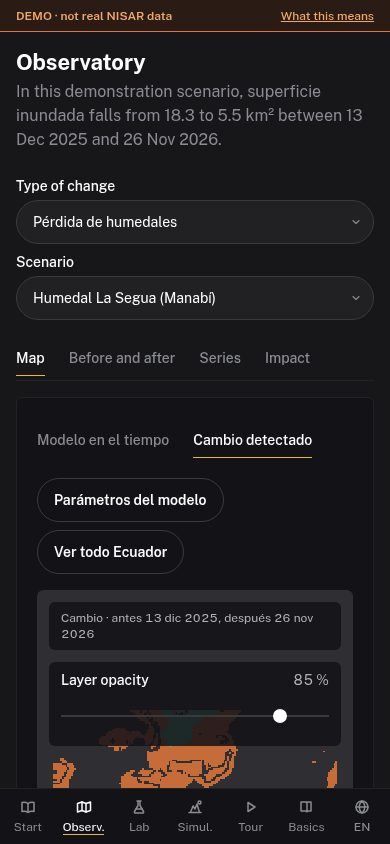 DEMO · not real NISAR data
What this means
Observatory
In this demonstration scenario, superficie
inundada falls from 18.3 to 5.5 km² between 13
Dec 2025 and 26 Nov 2026.
Type of change
Pérdida de humedales
Scenario
Humedal La Segua (Manabí)
Map
Before and after
Series
Impact
Modelo en el tiempo
Cambio detectado
Parámetros del modelo
Ver todo Ecuador
Cambio · antes 13 dic 2025, después 26 nov
2026
Layer opacity
85 %
Start
Observ.
Lab
Simul.
Tour
Basics
EN